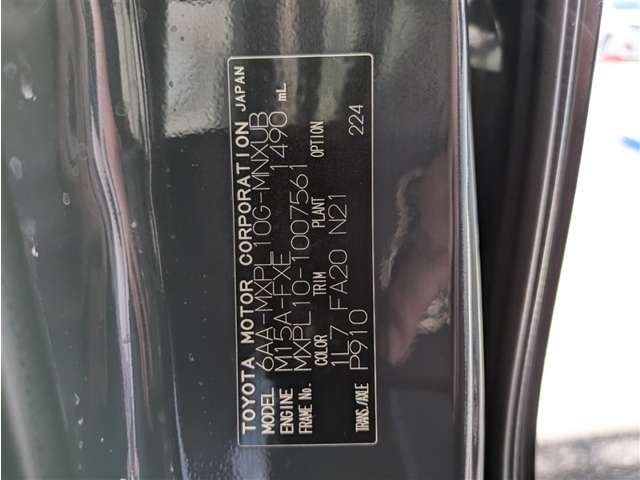 TOYOTA MOTOR CORPORATION JAPAN
MODEL 6AA-MXPL10G-MNXUB
ENGINE M15A-FXE 1490 mL
FRAME No. MXPL10-1007561
COLOR TRIM PLANT OPTION
1L7 FA20 N21 224
TRANS./AXLE P910